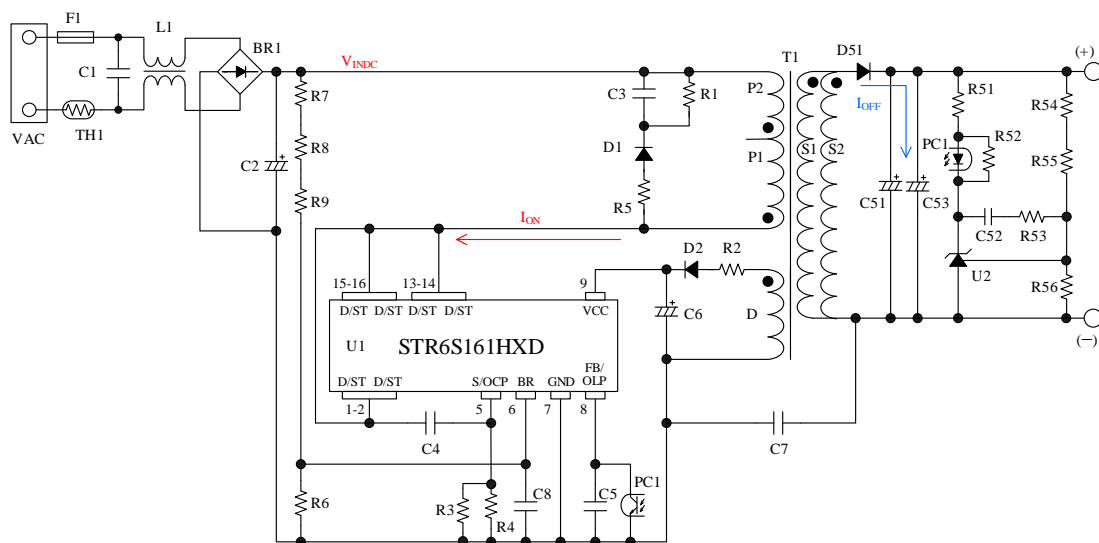 F1
L1
C1
BR1
VAC
TH1
V_INDC
R7
R8
R9
C2
C3
R1
D1
R5
P2
P1
T1
S1
S2
D51
I_OFF
(+)
R51
R54
PC1
R52
R55
C51
C53
C52
R53
U2
R56
(−)
I_ON
D2
R2
C6
D
15-16
13-14
9
D/ST D/ST
D/ST D/ST
VCC
U1
STR6S161HXD
D/ST D/ST
S/OCP
BR
GND
FB/
OLP
1-2
5
6
7
8
C4
C7
R6
R3
R4
C8
C5
PC1